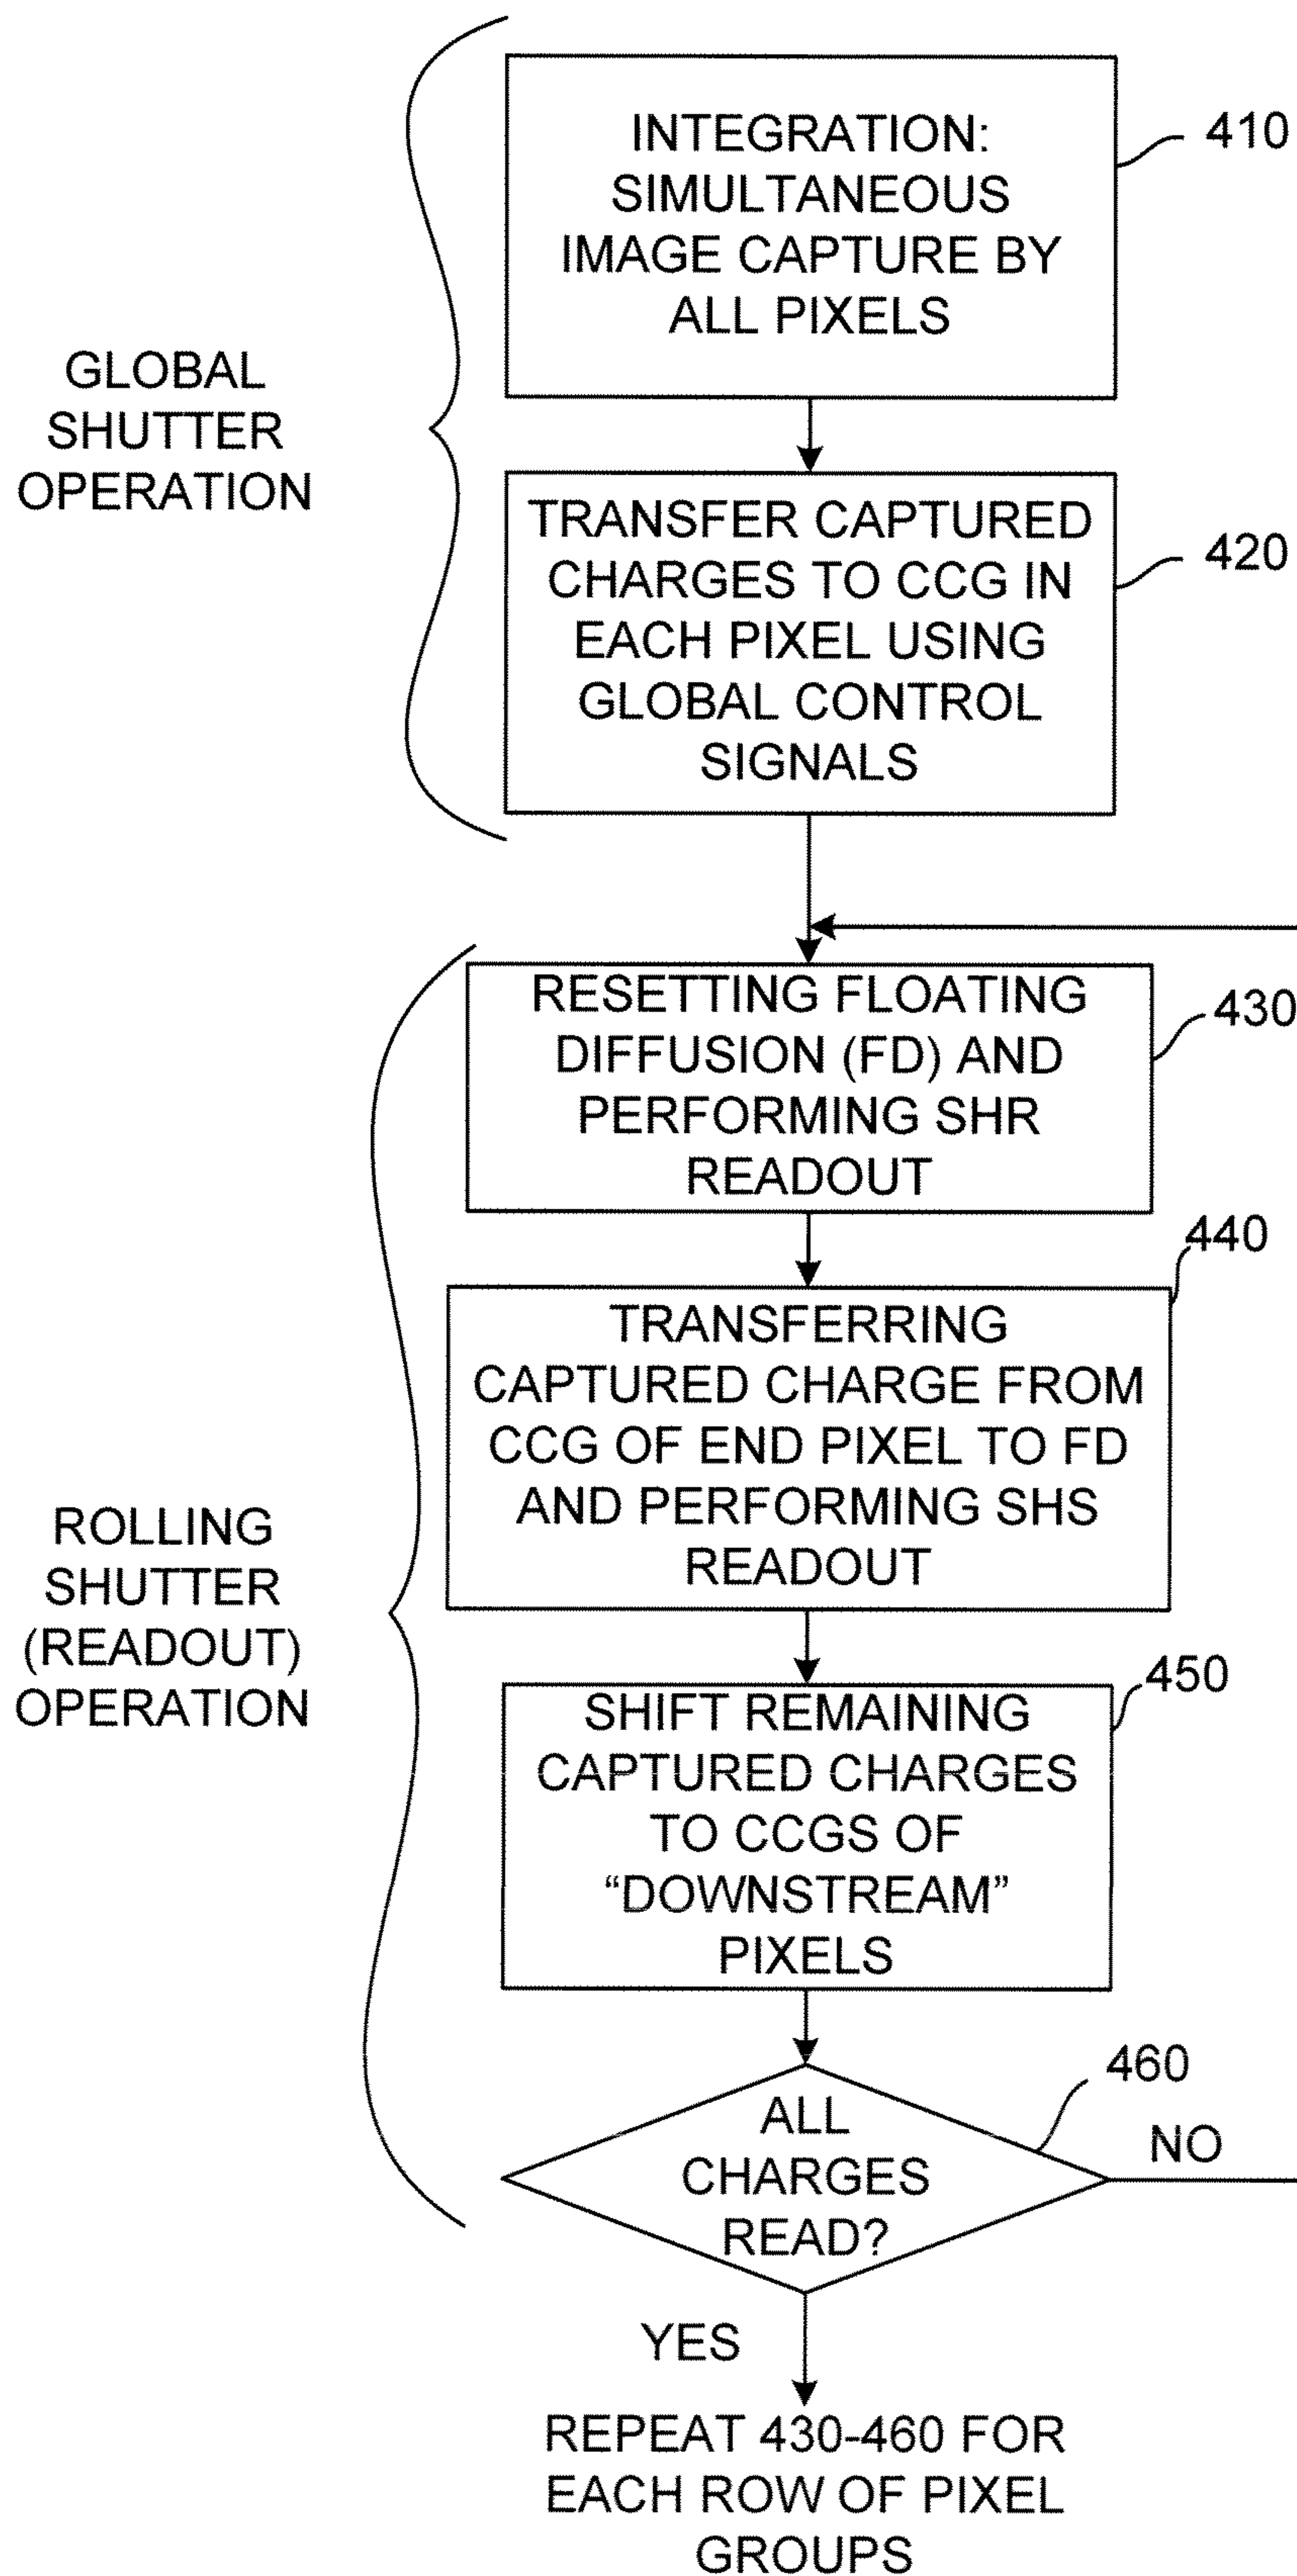 INTEGRATION:
SIMULTANEOUS
IMAGE CAPTURE BY
ALL PIXELS
410
GLOBAL
SHUTTER
OPERATION
TRANSFER CAPTURED
CHARGES TO CCG IN
EACH PIXEL USING
GLOBAL CONTROL
SIGNALS
420
RESETTING FLOATING
DIFFUSION (FD) AND
PERFORMING SHR
READOUT
430
440
TRANSFERRING
CAPTURED CHARGE FROM
CCG OF END PIXEL TO FD
AND PERFORMING SHS
READOUT
ROLLING
SHUTTER
(READOUT)
OPERATION
450
SHIFT REMAINING
CAPTURED CHARGES
TO CCGS OF
“DOWNSTREAM”
PIXELS
460
ALL
CHARGES
READ?
NO
YES
REPEAT 430-460 FOR
EACH ROW OF PIXEL
GROUPS